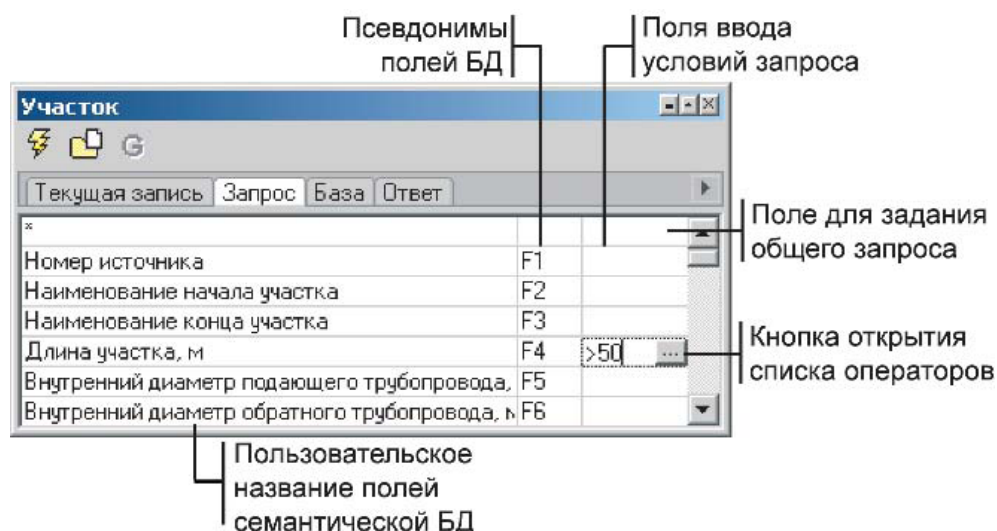 Псевдонимы
полей БД
Поля ввода
условий запроса
Участок
G
Текущая запись Запрос База Ответ
*
Поле для задания
общего запроса
Номер источника F1
Наименование начала участка F2
Наименование конца участка F3
Длина участка, м F4 >50 ...
Кнопка открытия
списка операторов
Внутренний диаметр подающего трубопровода, F5
Внутренний диаметр обратного трубопровода, м F6
Пользовательское
название полей
семантической БД